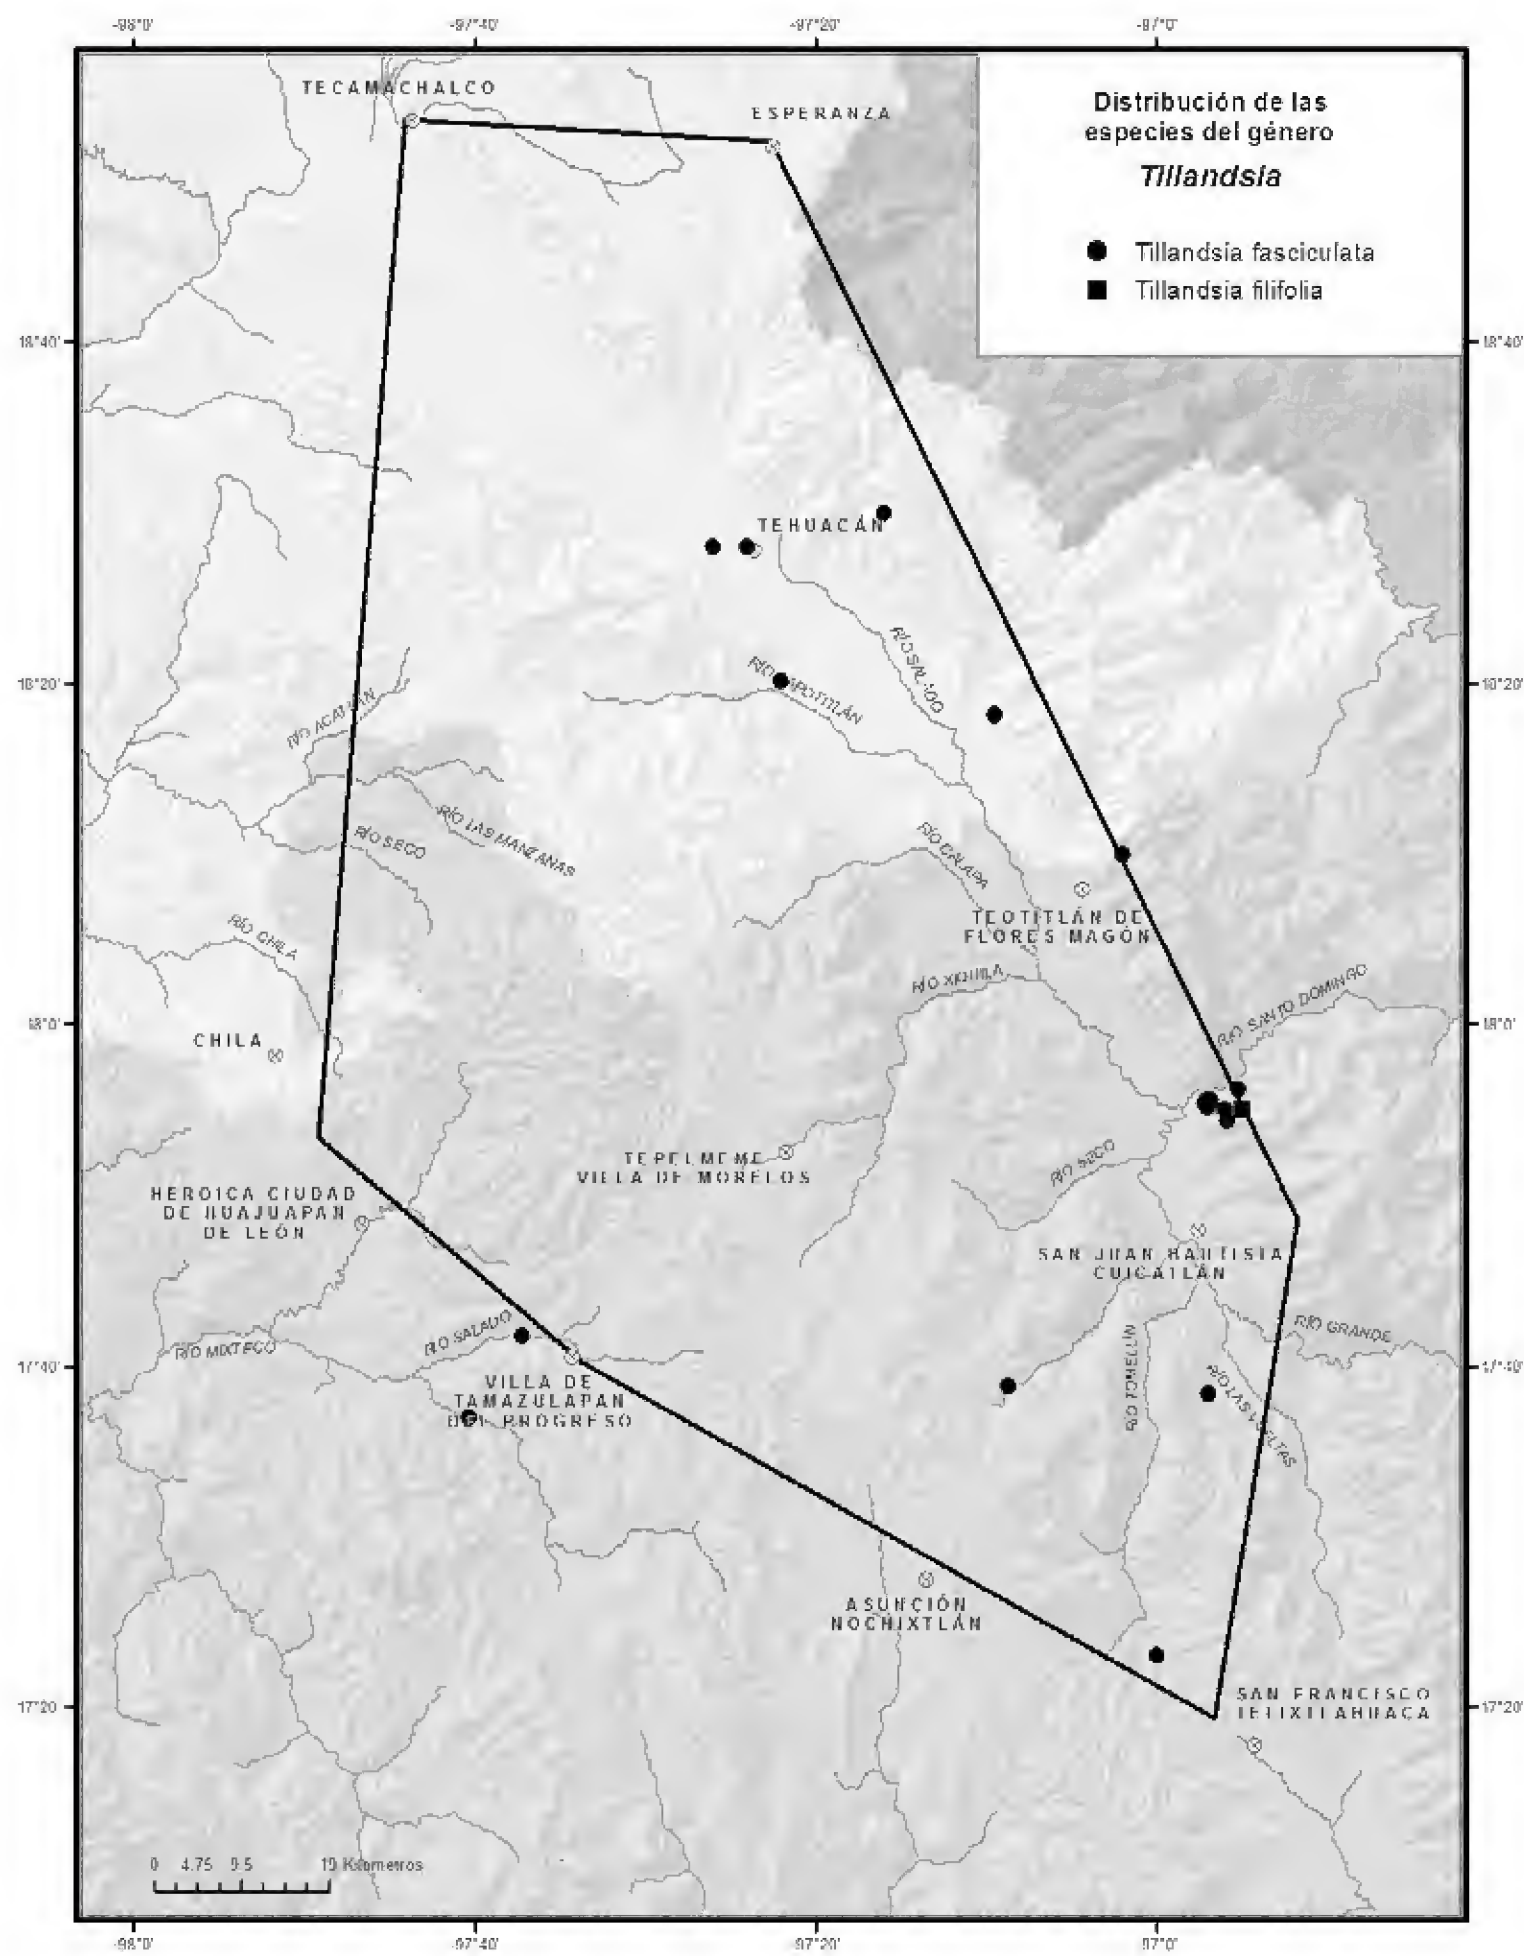 -98°0'
-97°40'
-97°20'
-97°0'
TECAMACHALCO
ESPERANZA
Distribución de las
especies del género
Tillandsia
Tillandsia fasciculata
Tillandsia filifolia
18°40'
18°40'
TEHUACÁN
RÍO SALADO
18°20'
18°20'
RÍO ACATLÁN
RÍO LAS MANZANAS
RÍO SECO
RÍO CALAPA
TEOTITLÁN DE
FLORES MAGÓN
RÍO CHILA
RÍO XIQUILA
RÍO SANTO DOMINGO
18°0'
18°0'
CHILA
TEPELMEME
VILLA DE MORELOS
RÍO SECO
HEROICA CIUDAD
DE HUAJUAPAN
DE LEÓN
SAN JUAN BAUTISTA
CUICATLÁN
RÍO SALADO
RÍO MIXTECO
RÍO GRANDE
17°40'
17°40'
VILLA DE
TAMAZULAPAN
DEL PROGRESO
RÍO LAS VUELTAS
ASUNCIÓN
NOCHIXTLÁN
SAN FRANCISCO
TELIXTLAHUACA
17°20'
17°20'
0 4.75 9.5 19 Kilometros
-98°0'
-97°40'
-97°20'
-97°0'